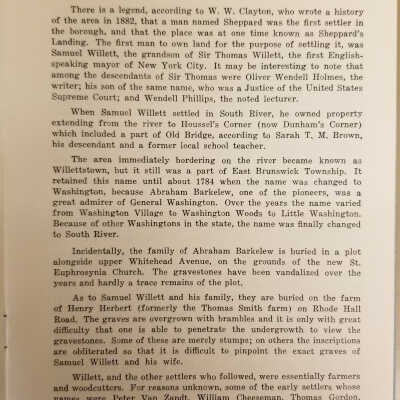 There is a legend, according to W. W. Clayton, who wrote a history
of the area in 1882, that a man named Sheppard was the first settler in
the borough, and that the place was at one time known as Sheppard's
Landing. The first man to own land for the purpose of settling it, was
Samuel Willett, the grandson of Sir Thomas Willett, the first English-
speaking mayor of New York City. It may be interesting to note that
among the descendants of Sir Thomas were Oliver Wendell Holmes, the
writer; his son of the same name, who was a Justice of the United States
Supreme Court; and Wendell Phillips, the noted lecturer.
When Samuel Willett settled in South River, he owned property
extending from the river to Houssel's Corner (now Dunham's Corner)
which included a part of Old Bridge, according to Sarah T. M. Brown,
his descendant and a former local school teacher.
The area immediately bordering on the river became known as
Willettstown, but it still was a part of East Brunswick Township. It
retained this name until about 1784 when the name was changed to
Washington, because Abraham Barkelew, one of the pioneers, was a
great admirer of General Washington. Over the years the name varied
from Washington Village to Washington Woods to Little Washington.
Because of other Washingtons in the state, the name was finally changed
to South River.
Incidentally, the family of Abraham Barkelew is buried in a plot
alongside upper Whitehead Avenue, on the grounds of the new St.
Euphrosynia Church. The gravestones have been vandalized over the
years and hardly a trace remains of the plot.
As to Samuel Willett and his family, they are buried on the farm
of Henry Herbert (formerly the Thomas Smith farm) on Rhode Hall
Road. The graves are overgrown with brambles and it is only with great
difficulty that one is able to penetrate the undergrowth to view the
gravestones. Some of these are merely stumps; on others the inscriptions
are obliterated so that it is difficult to pinpoint the exact graves of
Samuel Willett and his wife.
Willett, and the other settlers who followed, were essentially farmers
and woodcutters. For reasons unknown, some of the early settlers whose
names were Peter Van Zandt, William Cheeseman, Thomas Gordon,